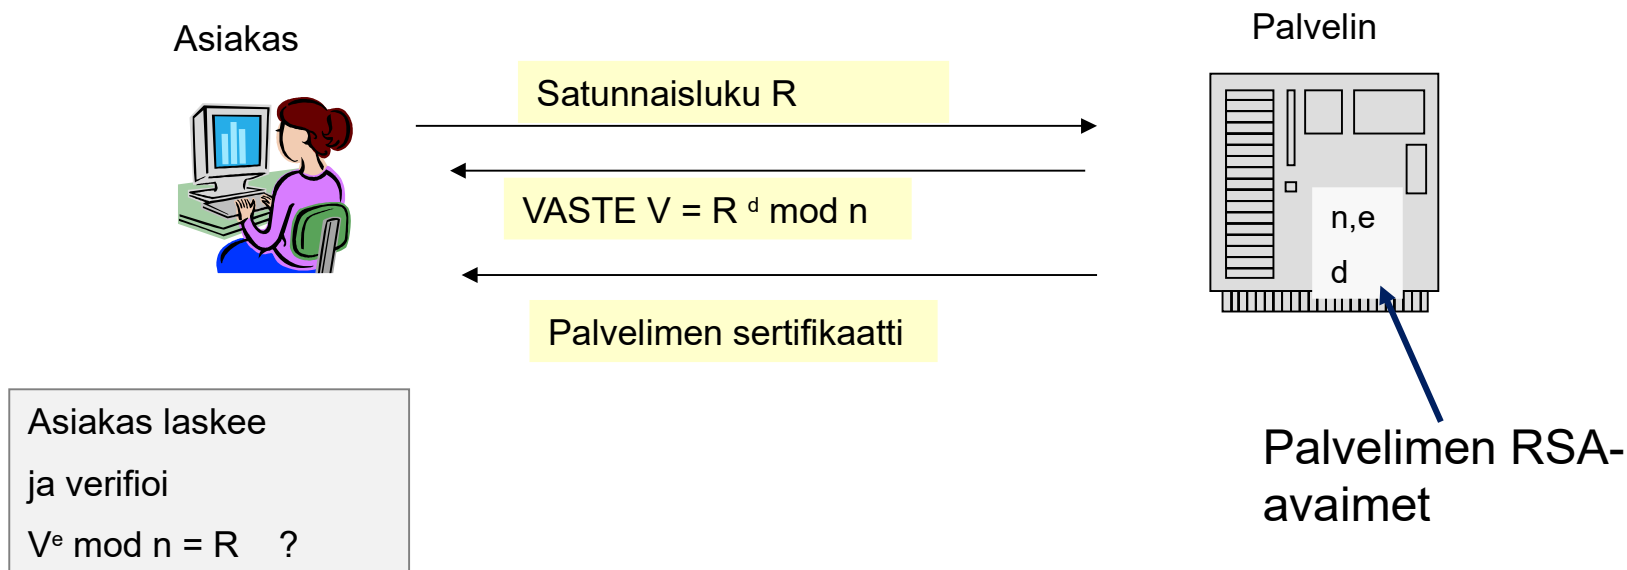 Asiakas
Palvelin
Satunnaisluku R
VASTE V = R ᵈ mod n
n,e
d
Palvelimen sertifikaatti
Asiakas laskee
ja verifioi
Vᵉ mod n = R ?
Palvelimen RSA-
avaimet